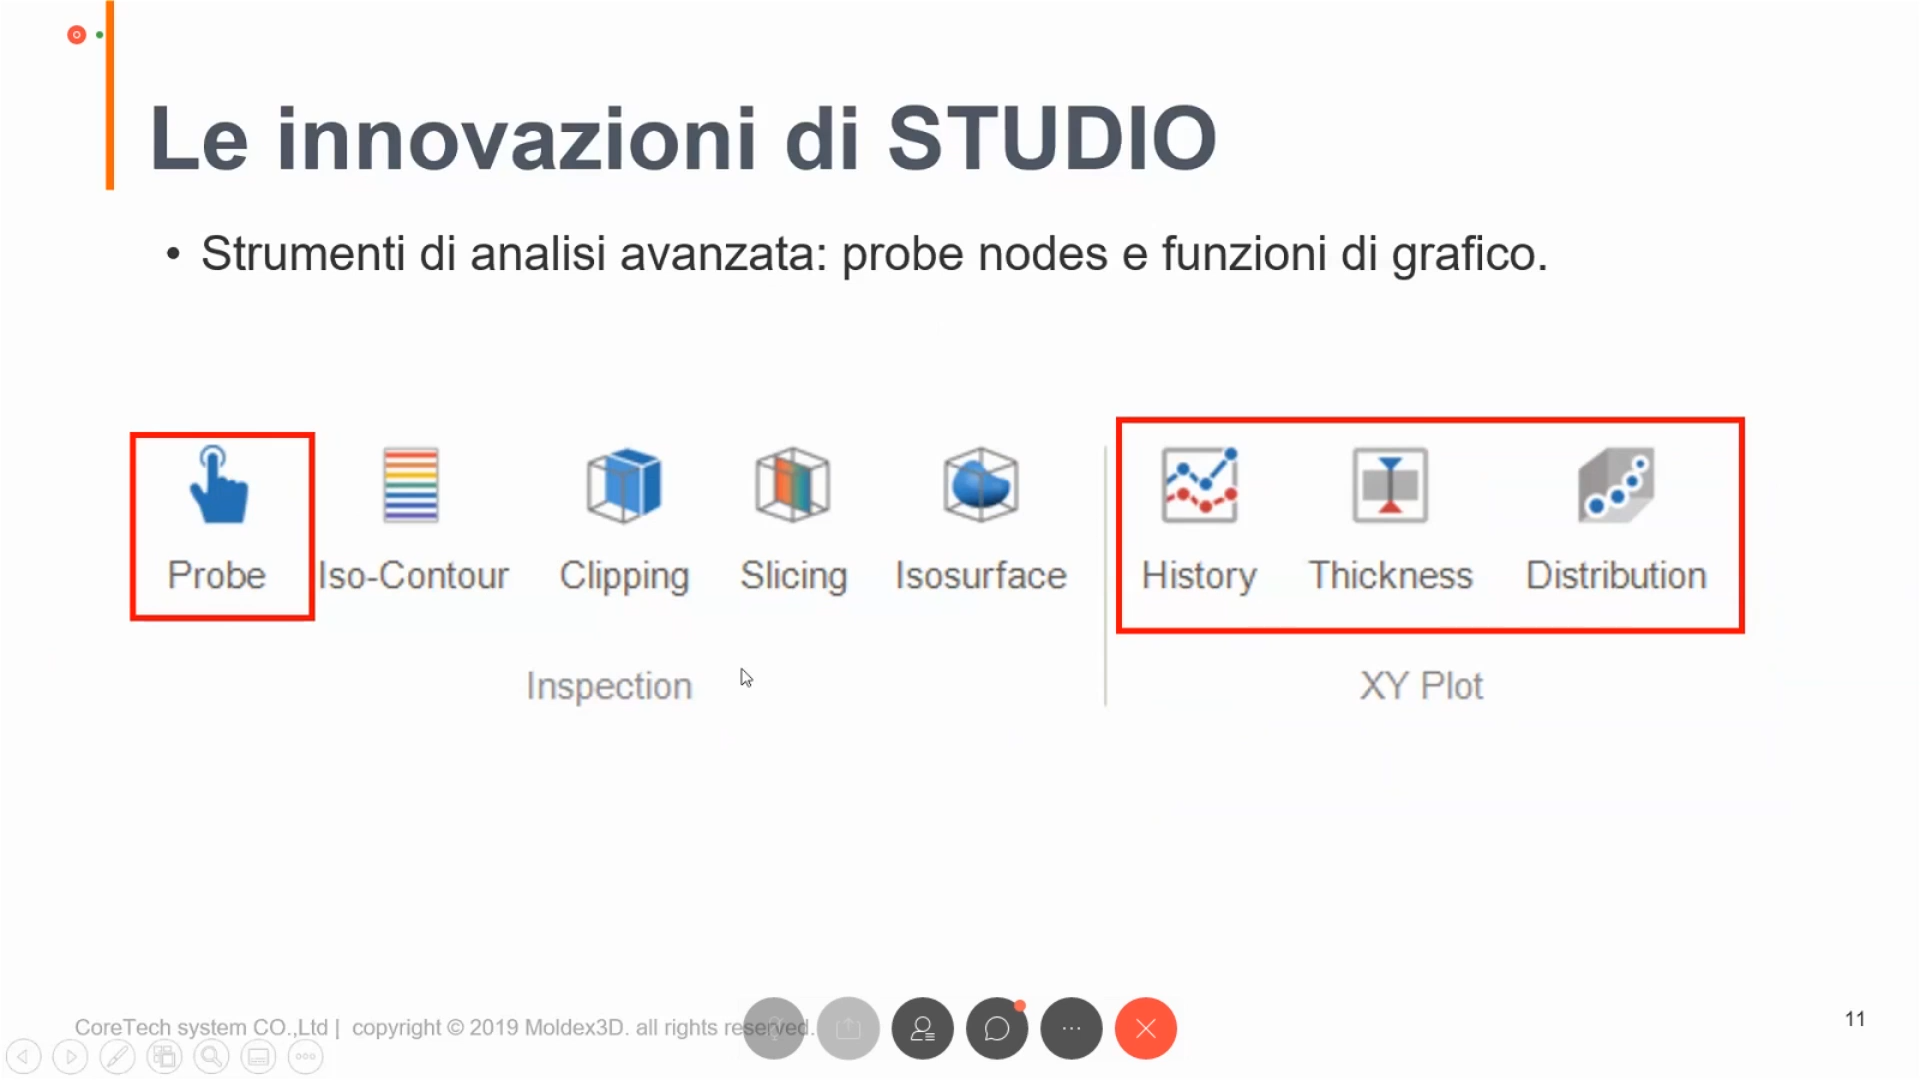 Le innovazioni di STUDIO
• Strumenti di analisi avanzata: probe nodes e funzioni di grafico.
Probe Iso-Contour Clipping Slicing Isosurface History Thickness Distribution
Inspection XY Plot
CoreTech system CO.,Ltd | copyright © 2019 Moldex3D. all rights reserved.
11